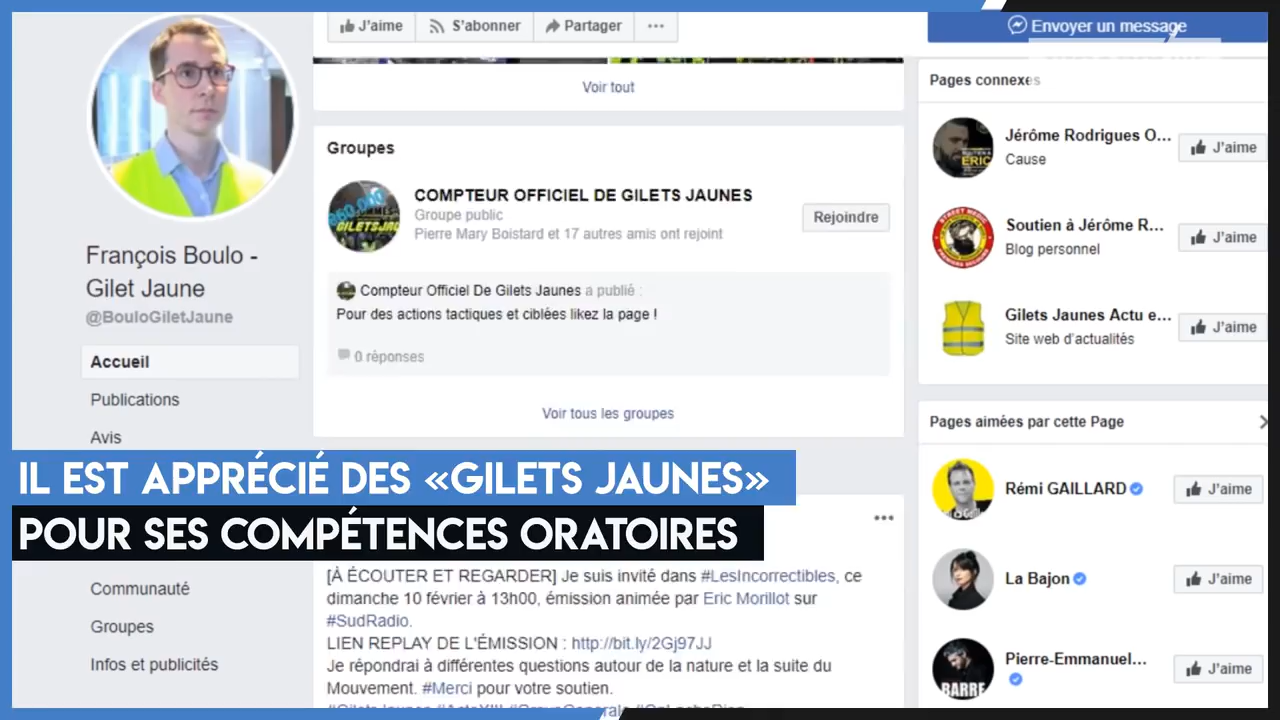 J'aime
S'abonner
Partager
Envoyer un message
Voir tout
Groupes
COMPTEUR OFFICIEL DE GILETS JAUNES
Groupe public
Pierre Mary Boistard et 17 autres amis ont rejoint
Rejoindre
Compteur Officiel De Gilets Jaunes a publié :
Pour des actions tactiques et ciblées likez la page !
0 réponses
Voir tous les groupes
François Boulo -
Gilet Jaune
@BouloGiletJaune
Accueil
Publications
Avis
Pages connexes
Jérôme Rodrigues O...
Cause
J'aime
Soutien à Jérôme R...
Blog personnel
J'aime
Gilets Jaunes Actu e...
Site web d'actualités
J'aime
Pages aimées par cette Page
Rémi GAILLARD
J'aime
La Bajon
J'aime
Pierre-Emmanuel...
J'aime
BARRÉ
IL EST APPRÉCIÉ DES «GILETS JAUNES»
POUR SES COMPÉTENCES ORATOIRES
Communauté
Groupes
Infos et publicités
[À ÉCOUTER ET REGARDER] Je suis invité dans #LesIncorrectibles, ce
dimanche 10 février à 13h00, émission animée par Eric Morillot sur
#SudRadio.
LIEN REPLAY DE L'ÉMISSION : http://bit.ly/2Gj97JJ
Je répondrai à différentes questions autour de la nature et la suite du
Mouvement. #Merci pour votre soutien.